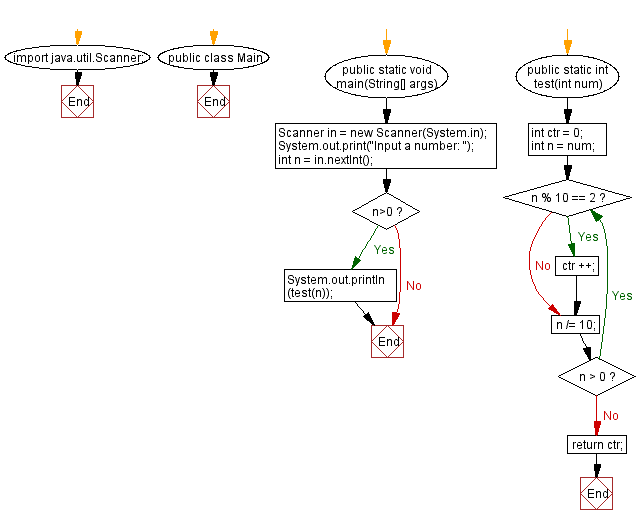 import java.util.Scanner;
End
public class Main
End
public static void
main(String[] args)
Scanner in = new Scanner(System.in);
System.out.print("Input a number: ");
int n = in.nextInt();
n>0 ?
Yes
No
System.out.println
(test(n));
End
public static int
test(int num)
int ctr = 0;
int n = num;
n % 10 == 2 ?
Yes
No
ctr ++;
n /= 10;
Yes
n > 0 ?
No
return ctr;
End